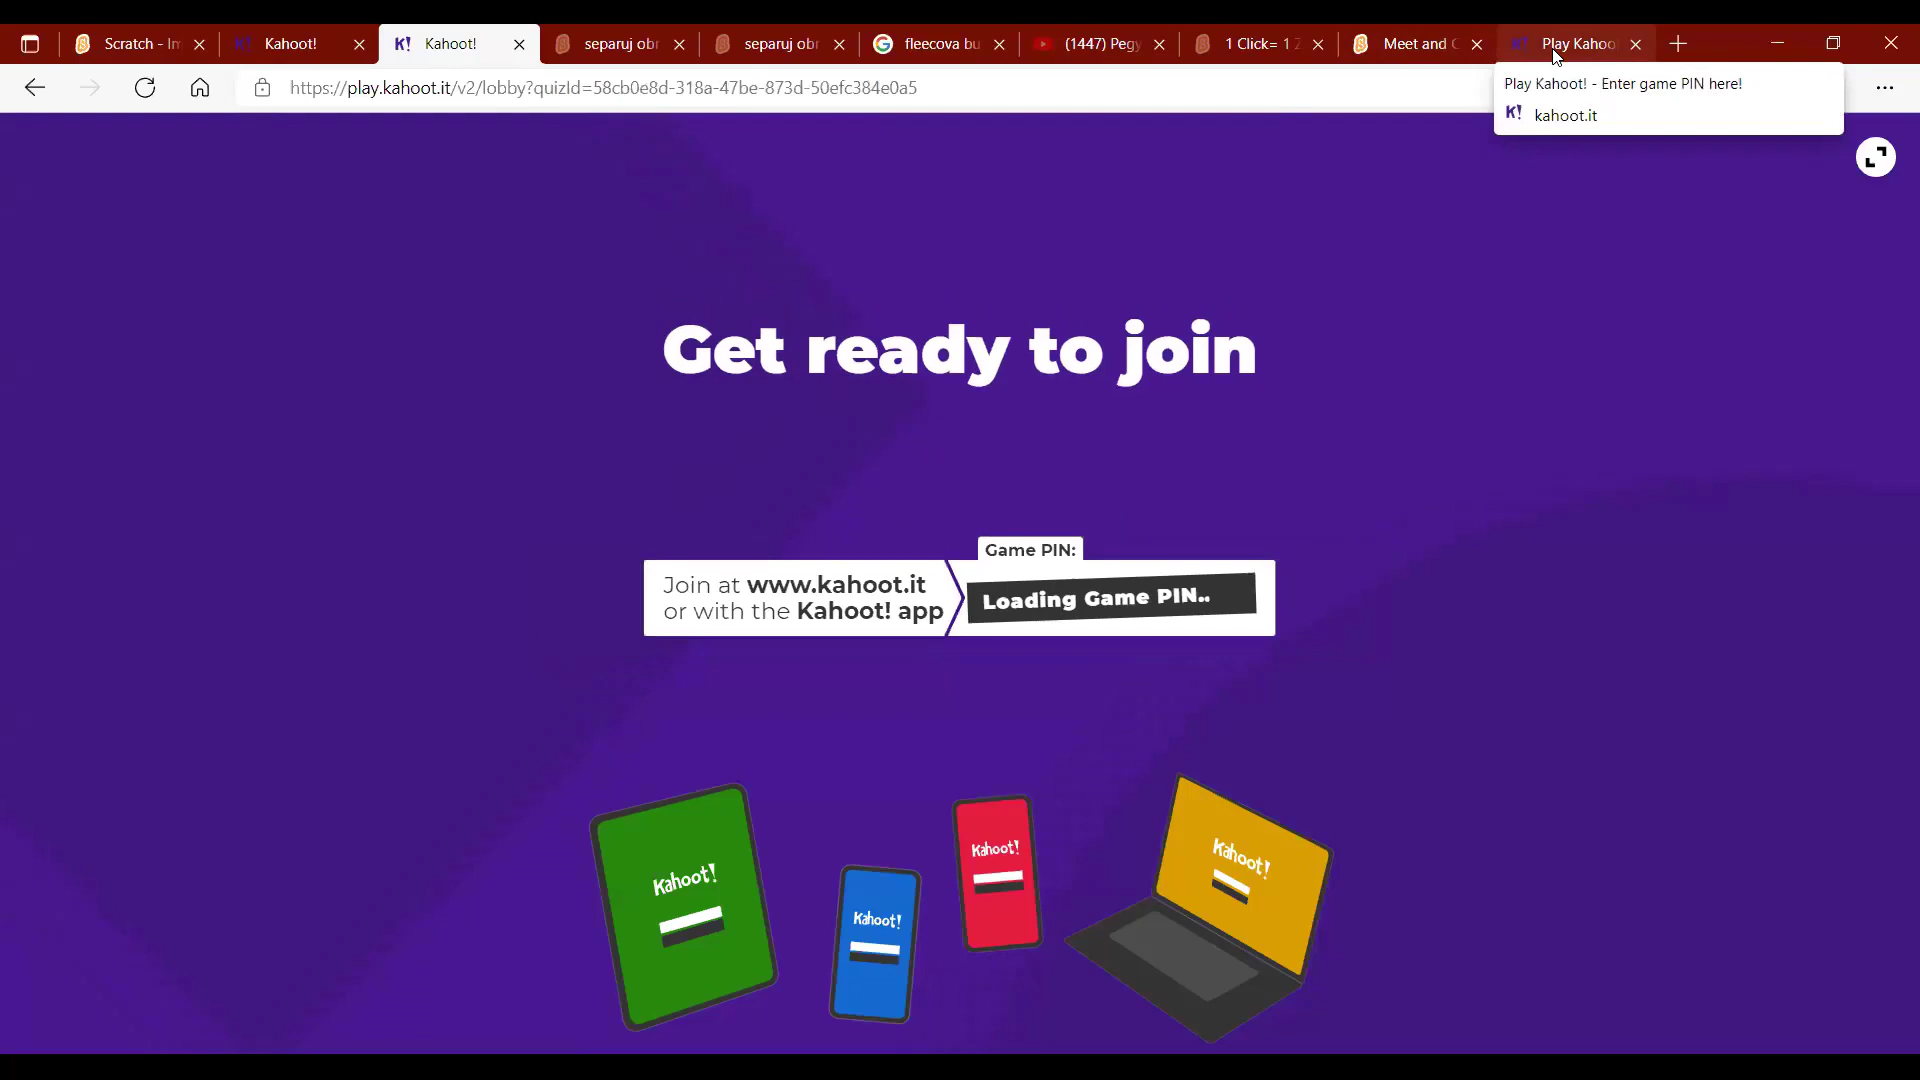 Scratch - Im
Kahoot!
Kahoot!
separuj obr
separuj obr
fleecova bu
(1447) Pegy
1 Click= 1 Z
Meet and G
Play Kahoo
https://play.kahoot.it/v2/lobby?quizId=58cb0e8d-318a-47be-873d-50efc384e0a5
Play Kahoot! - Enter game PIN here!
K! kahoot.it
Get ready to join
Game PIN:
Join at www.kahoot.it
or with the Kahoot! app
Loading Game PIN..
Kahoot!
Kahoot!
Kahoot!
Kahoot!